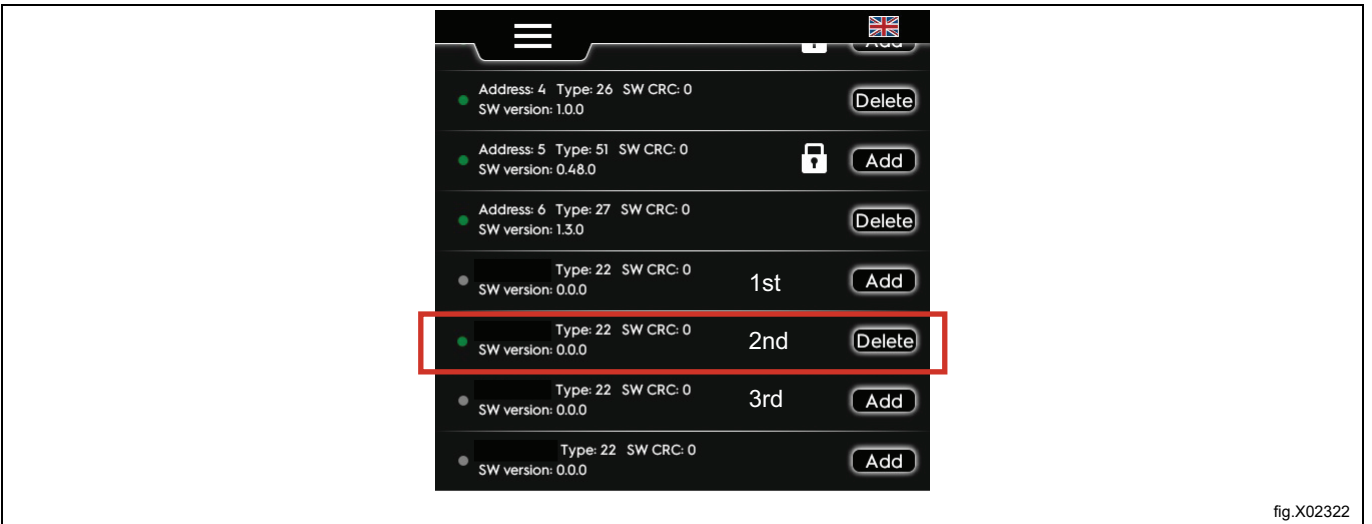 Add
Address: 4 Type: 26 SW CRC: 0
SW version: 1.0.0
Delete
Address: 5 Type: 51 SW CRC: 0
SW version: 0.48.0
Add
Address: 6 Type: 27 SW CRC: 0
SW version: 1.3.0
Delete
Type: 22 SW CRC: 0
SW version: 0.0.0
1st
Add
Type: 22 SW CRC: 0
SW version: 0.0.0
2nd
Delete
Type: 22 SW CRC: 0
SW version: 0.0.0
3rd
Add
Type: 22 SW CRC: 0
SW version: 0.0.0
Add
fig.X02322